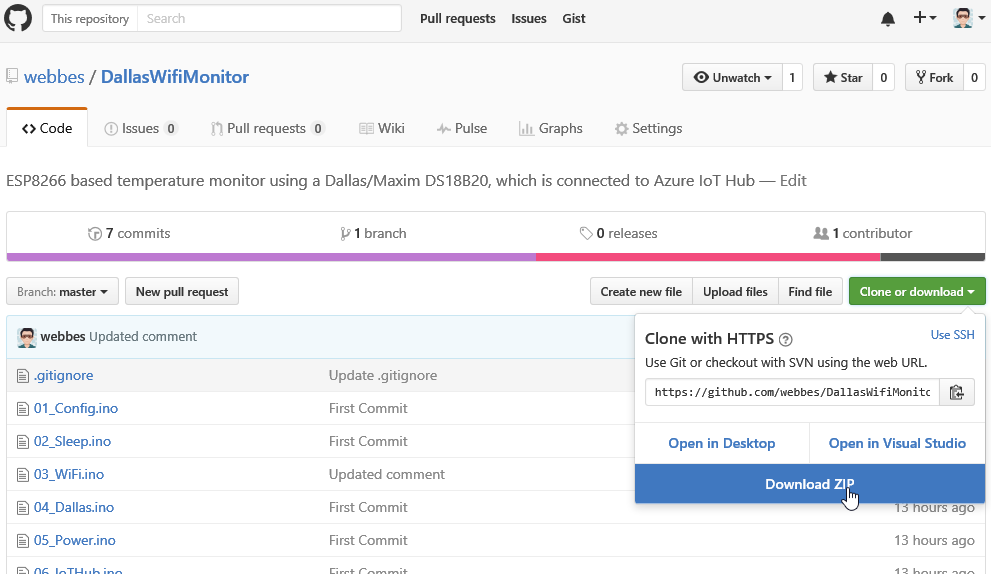 This repository Search Pull requests Issues Gist
webbes / DallasWifiMonitor Unwatch 1 Star 0 Fork 0
Code Issues 0 Pull requests 0 Wiki Pulse Graphs Settings
ESP8266 based temperature monitor using a Dallas/Maxim DS18B20, which is connected to Azure IoT Hub — Edit
7 commits 1 branch 0 releases 1 contributor
Branch: master New pull request Create new file Upload files Find file Clone or download
webbes Updated comment
Clone with HTTPS ? Use SSH
Use Git or checkout with SVN using the web URL.
https://github.com/webbes/DallasWifiMonito
Open in Desktop Open in Visual Studio
Download ZIP
.gitignore Update .gitignore
01_Config.ino First Commit
02_Sleep.ino First Commit
03_WiFi.ino Updated comment
04_Dallas.ino First Commit 13 hours ago
05_Power.ino First Commit 13 hours ago
06_IoTHub.ino First Commit 13 hours ago